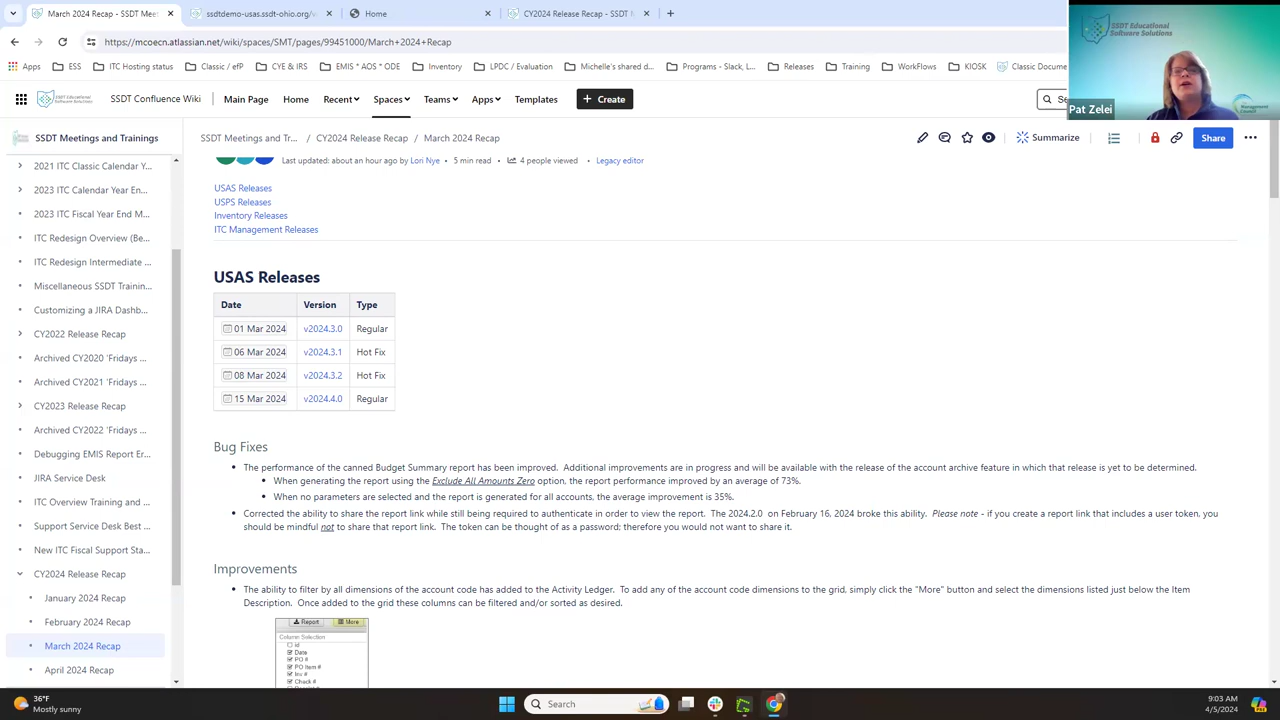 March 2024 Recap - SSDT Meet
ssdtdemo-usas.ssdt-ohio.org/v
Home
CY2024 Release Recap - SSDT
https://mcoecn.atlassian.net/wiki/spaces/SMT/pages/99451000/March+2024+Recap
Apps
ESS
ITC Hosting status
Classic / efP
CYE & IRS
EMIS * AOS * ODE
Inventory
LPDC / Evaluation
Michelle's shared d...
Programs - Slack, L...
Releases
Training
WorkFlows
KIOSK
Classic Documen
SSDT Educational
Software Solutions
Pat Zelei
Management
Council
SSDT Confluence Wiki
Main Page
Home
Recent
Spaces
Teams
Apps
Templates
+ Create
SSDT Meetings and Trainings
SSDT Meetings and Tr... / CY2024 Release Recap / March 2024 Recap
Summarize
Share
2021 ITC Classic Calendar Y...
2023 ITC Calendar Year En...
2023 ITC Fiscal Year End M...
ITC Redesign Overview (Be...
ITC Redesign Intermediate ...
Miscellaneous SSDT Trainin...
Customizing a JIRA Dashb...
CY2022 Release Recap
Archived CY2020 'Fridays ...
Archived CY2021 'Fridays ...
CY2023 Release Recap
Archived CY2022 'Fridays ...
Debugging EMIS Report Er...
JIRA Service Desk
ITC Overview Training and ...
Support Service Desk Best ...
New ITC Fiscal Support Sta...
CY2024 Release Recap
January 2024 Recap
February 2024 Recap
March 2024 Recap
April 2024 Recap
Last updated: about an hour ago by Lori Nye • 5 min read • 4 people viewed • Legacy editor
USAS Releases
USPS Releases
Inventory Releases
ITC Management Releases
USAS Releases
Date Version Type
01 Mar 2024 v2024.3.0 Regular
06 Mar 2024 v2024.3.1 Hot Fix
08 Mar 2024 v2024.3.2 Hot Fix
15 Mar 2024 v2024.4.0 Regular
Bug Fixes
• The performance of the canned Budget Summary report has been improved. Additional improvements are in progress and will be available with the release of the account archive feature in which that release is yet to be determined.
• When generating the report using the Exclude All Amounts Zero option, the report performance improved by an average of 73%.
• When no parameters are selected and the report is generated for all accounts, the average improvement is 35%.
• Corrected the ability to share the report link while still being required to authenticate in order to view the report. The 2024.2.0 on February 16, 2024 broke this ability. Please note - if you create a report link that includes a user token, you
should be mindful not to share that report link. The token can be thought of as a password; therefore you would not want to share it.
Improvements
• The ability to filter by all dimensions of the account code has added to the Activity Ledger. To add any of the account code dimensions to the grid, simply click the "More" button and select the dimensions listed just below the Item
Description. Once added to the grid these columns can be filtered and/or sorted as desired.
Report More
Column Selection
id
Date
PO #
PO Item #
Inv #
Check #
36°F
Mostly sunny
Search
9:03 AM
4/5/2024